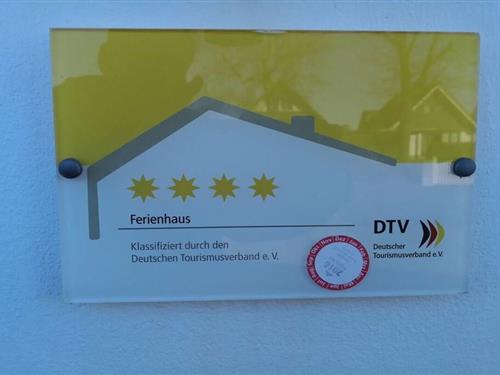 Ferienhaus
Klassifiziert durch den
Deutschen Tourismusverband e. V.
DTV
Deutscher
Tourismusverband e.V.